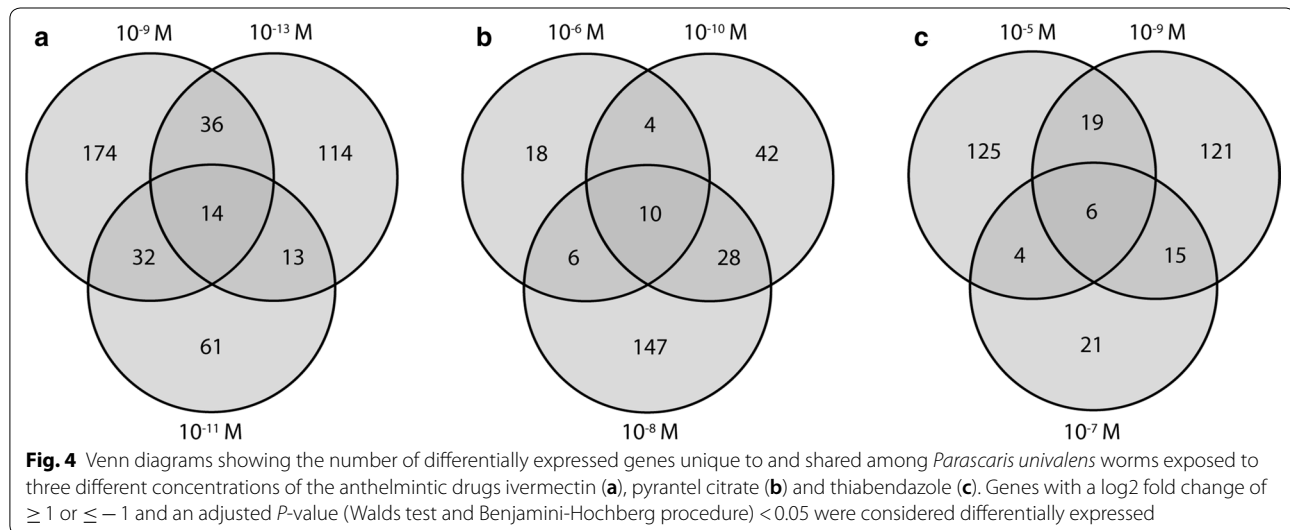 a
10⁻⁹ M
10⁻¹³ M
36
174
114
14
32
13
61
10⁻¹¹ M
b
10⁻⁶ M
10⁻¹⁰ M
4
18
42
10
6
28
147
10⁻⁸ M
c
10⁻⁵ M
10⁻⁹ M
19
125
121
6
4
15
21
10⁻⁷ M
Fig. 4 Venn diagrams showing the number of differentially expressed genes unique to and shared among Parascaris univalens worms exposed to
three different concentrations of the anthelmintic drugs ivermectin (a), pyrantel citrate (b) and thiabendazole (c). Genes with a log2 fold change of
≥ 1 or ≤ − 1 and an adjusted P-value (Walds test and Benjamini-Hochberg procedure) < 0.05 were considered differentially expressed